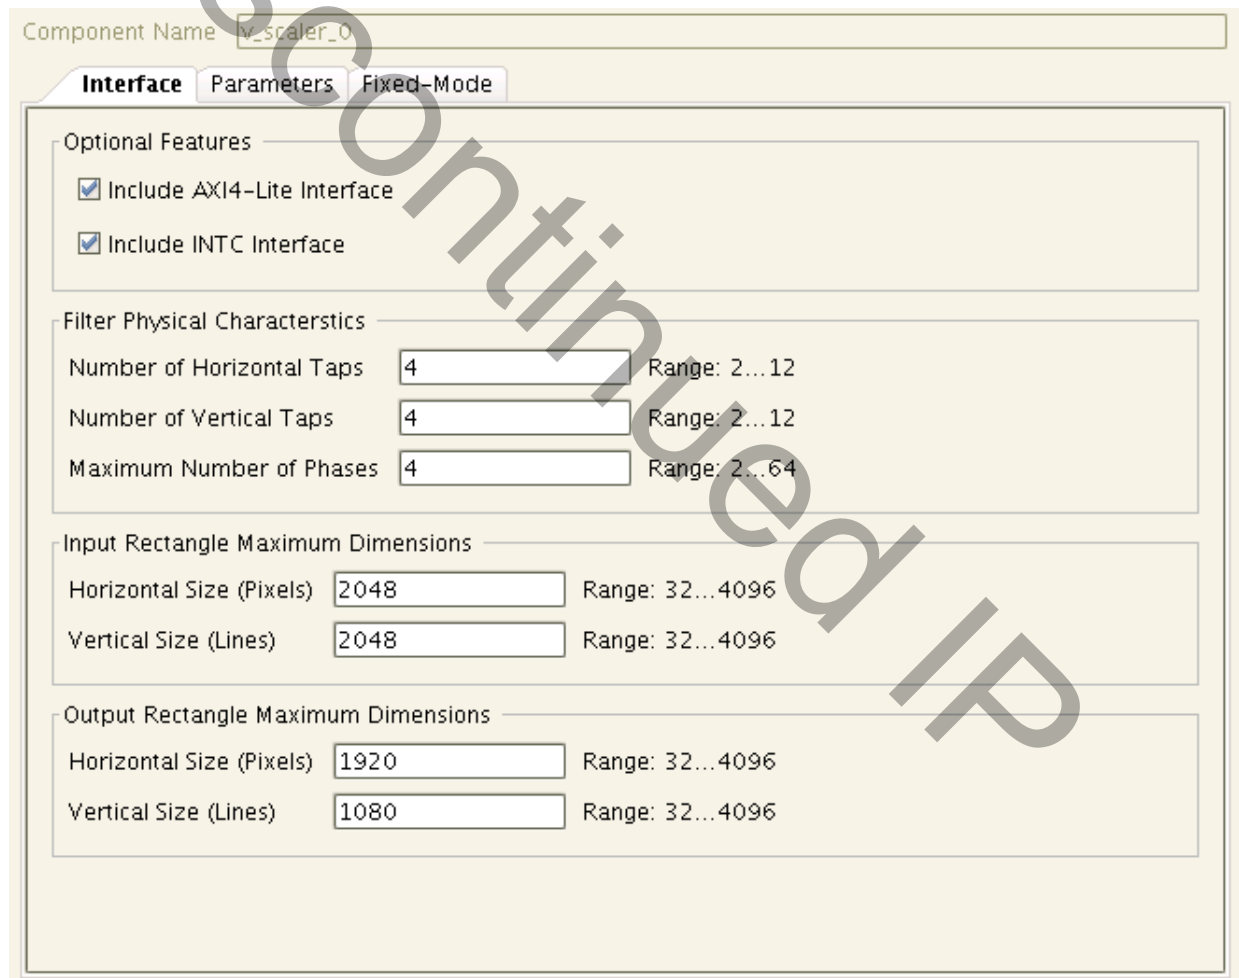 Component Name v_scaler_0
Interface Parameters Fixed-Mode
Optional Features
Include AXI4-Lite Interface
Include INTC Interface
Filter Physical Characterstics
Number of Horizontal Taps 4 Range: 2...12
Number of Vertical Taps 4 Range: 2...12
Maximum Number of Phases 4 Range: 2...64
Input Rectangle Maximum Dimensions
Horizontal Size (Pixels) 2048 Range: 32...4096
Vertical Size (Lines) 2048 Range: 32...4096
Output Rectangle Maximum Dimensions
Horizontal Size (Pixels) 1920 Range: 32...4096
Vertical Size (Lines) 1080 Range: 32...4096
scontinued IP